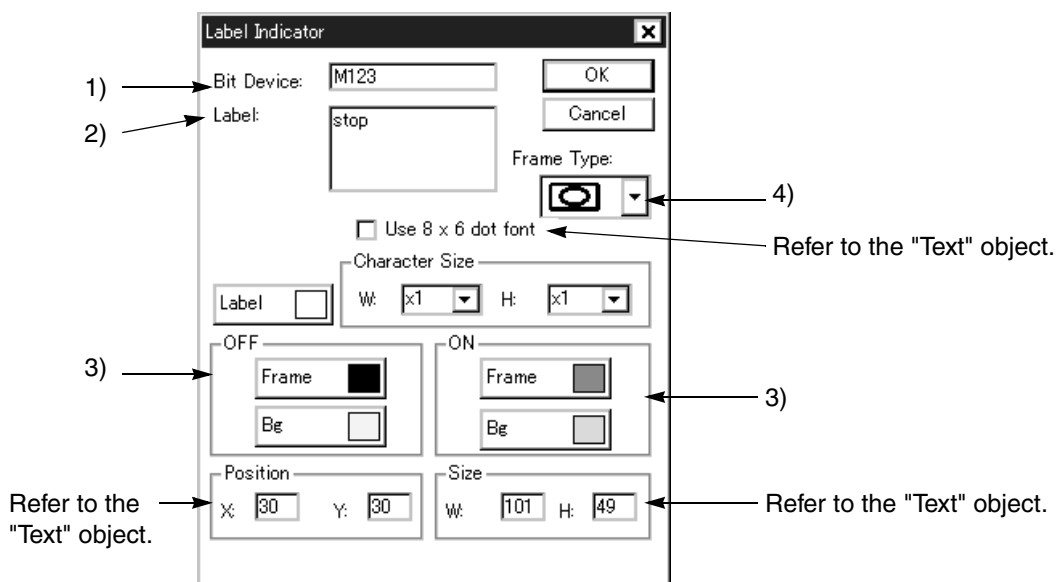 Label Indicator
1)
Bit Device:
M123
OK
2)
Label:
stop
Cancel
Frame Type:
4)
Use 8 x 6 dot font
Refer to the "Text" object.
Character Size
Label
W:
x1
H:
x1
OFF
ON
3)
Frame
Frame
3)
Bg
Bg
Position
Size
Refer to the
"Text" object.
X:
30
Y:
30
W:
101
H:
49
Refer to the "Text" object.